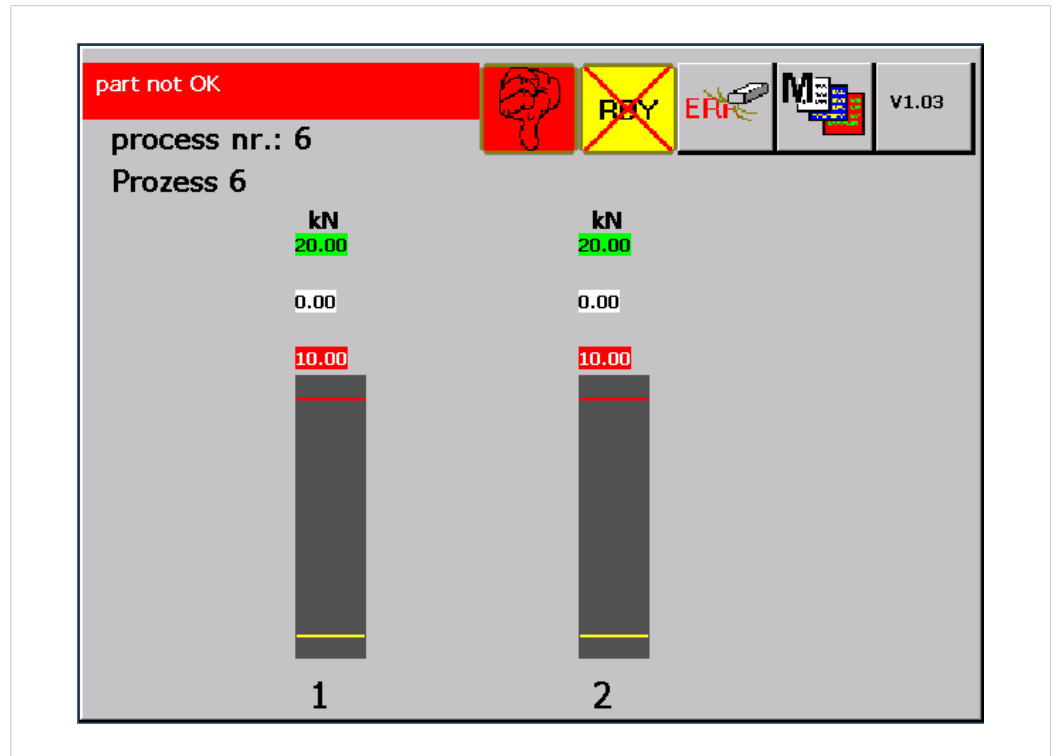 part not OK
RDY
ERR
M
V1.03
process nr.: 6
Prozess 6
kN
kN
20.00
20.00
0.00
0.00
10.00
10.00
1
2